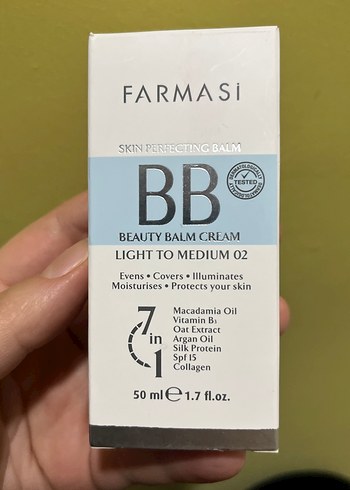 FARMASi
SKIN PERFECTING BALM
BB
DERMATOLOGICALLY
TESTED
BEAUTY BALM CREAM
LIGHT TO MEDIUM 02
Evens • Covers • Illuminates
Moisturises • Protects your skin
7 in 1
Macadamia Oil
Vitamin B₃
Oat Extract
Argan Oil
Silk Protein
Spf 15
Collagen
50 ml ℮ 1.7 fl.oz.